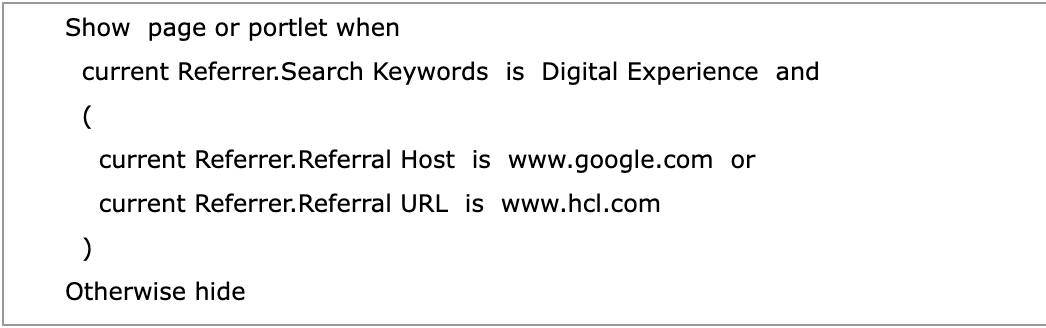 Show page or portlet when
current Referrer.Search Keywords is Digital Experience and
(
current Referrer.Referral Host is www.google.com or
current Referrer.Referral URL is www.hcl.com
)
Otherwise hide